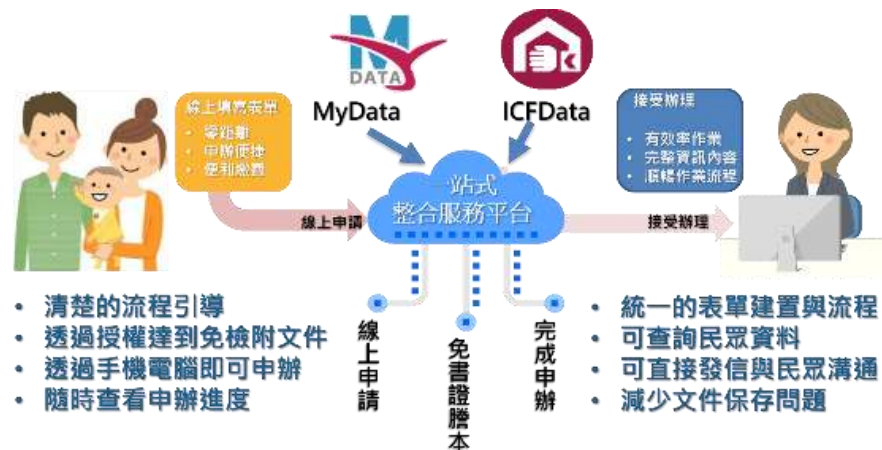 M
DATA
MyData
ICFData
線上填寫表單
• 零距離
• 申辦便捷
• 便利繳費
接受辦理
• 有效率作業
• 完整資訊內容
• 順暢作業流程
一站式
整合服務平台
線上申請
接受辦理
• 清楚的流程引導
• 透過授權達到免檢附文件
• 透過手機電腦即可申辦
• 隨時查看申辦進度
線上申請
免書證謄本
完成申辦
• 統一的表單建置與流程
• 可查詢民眾資料
• 可直接發信與民眾溝通
• 減少文件保存問題